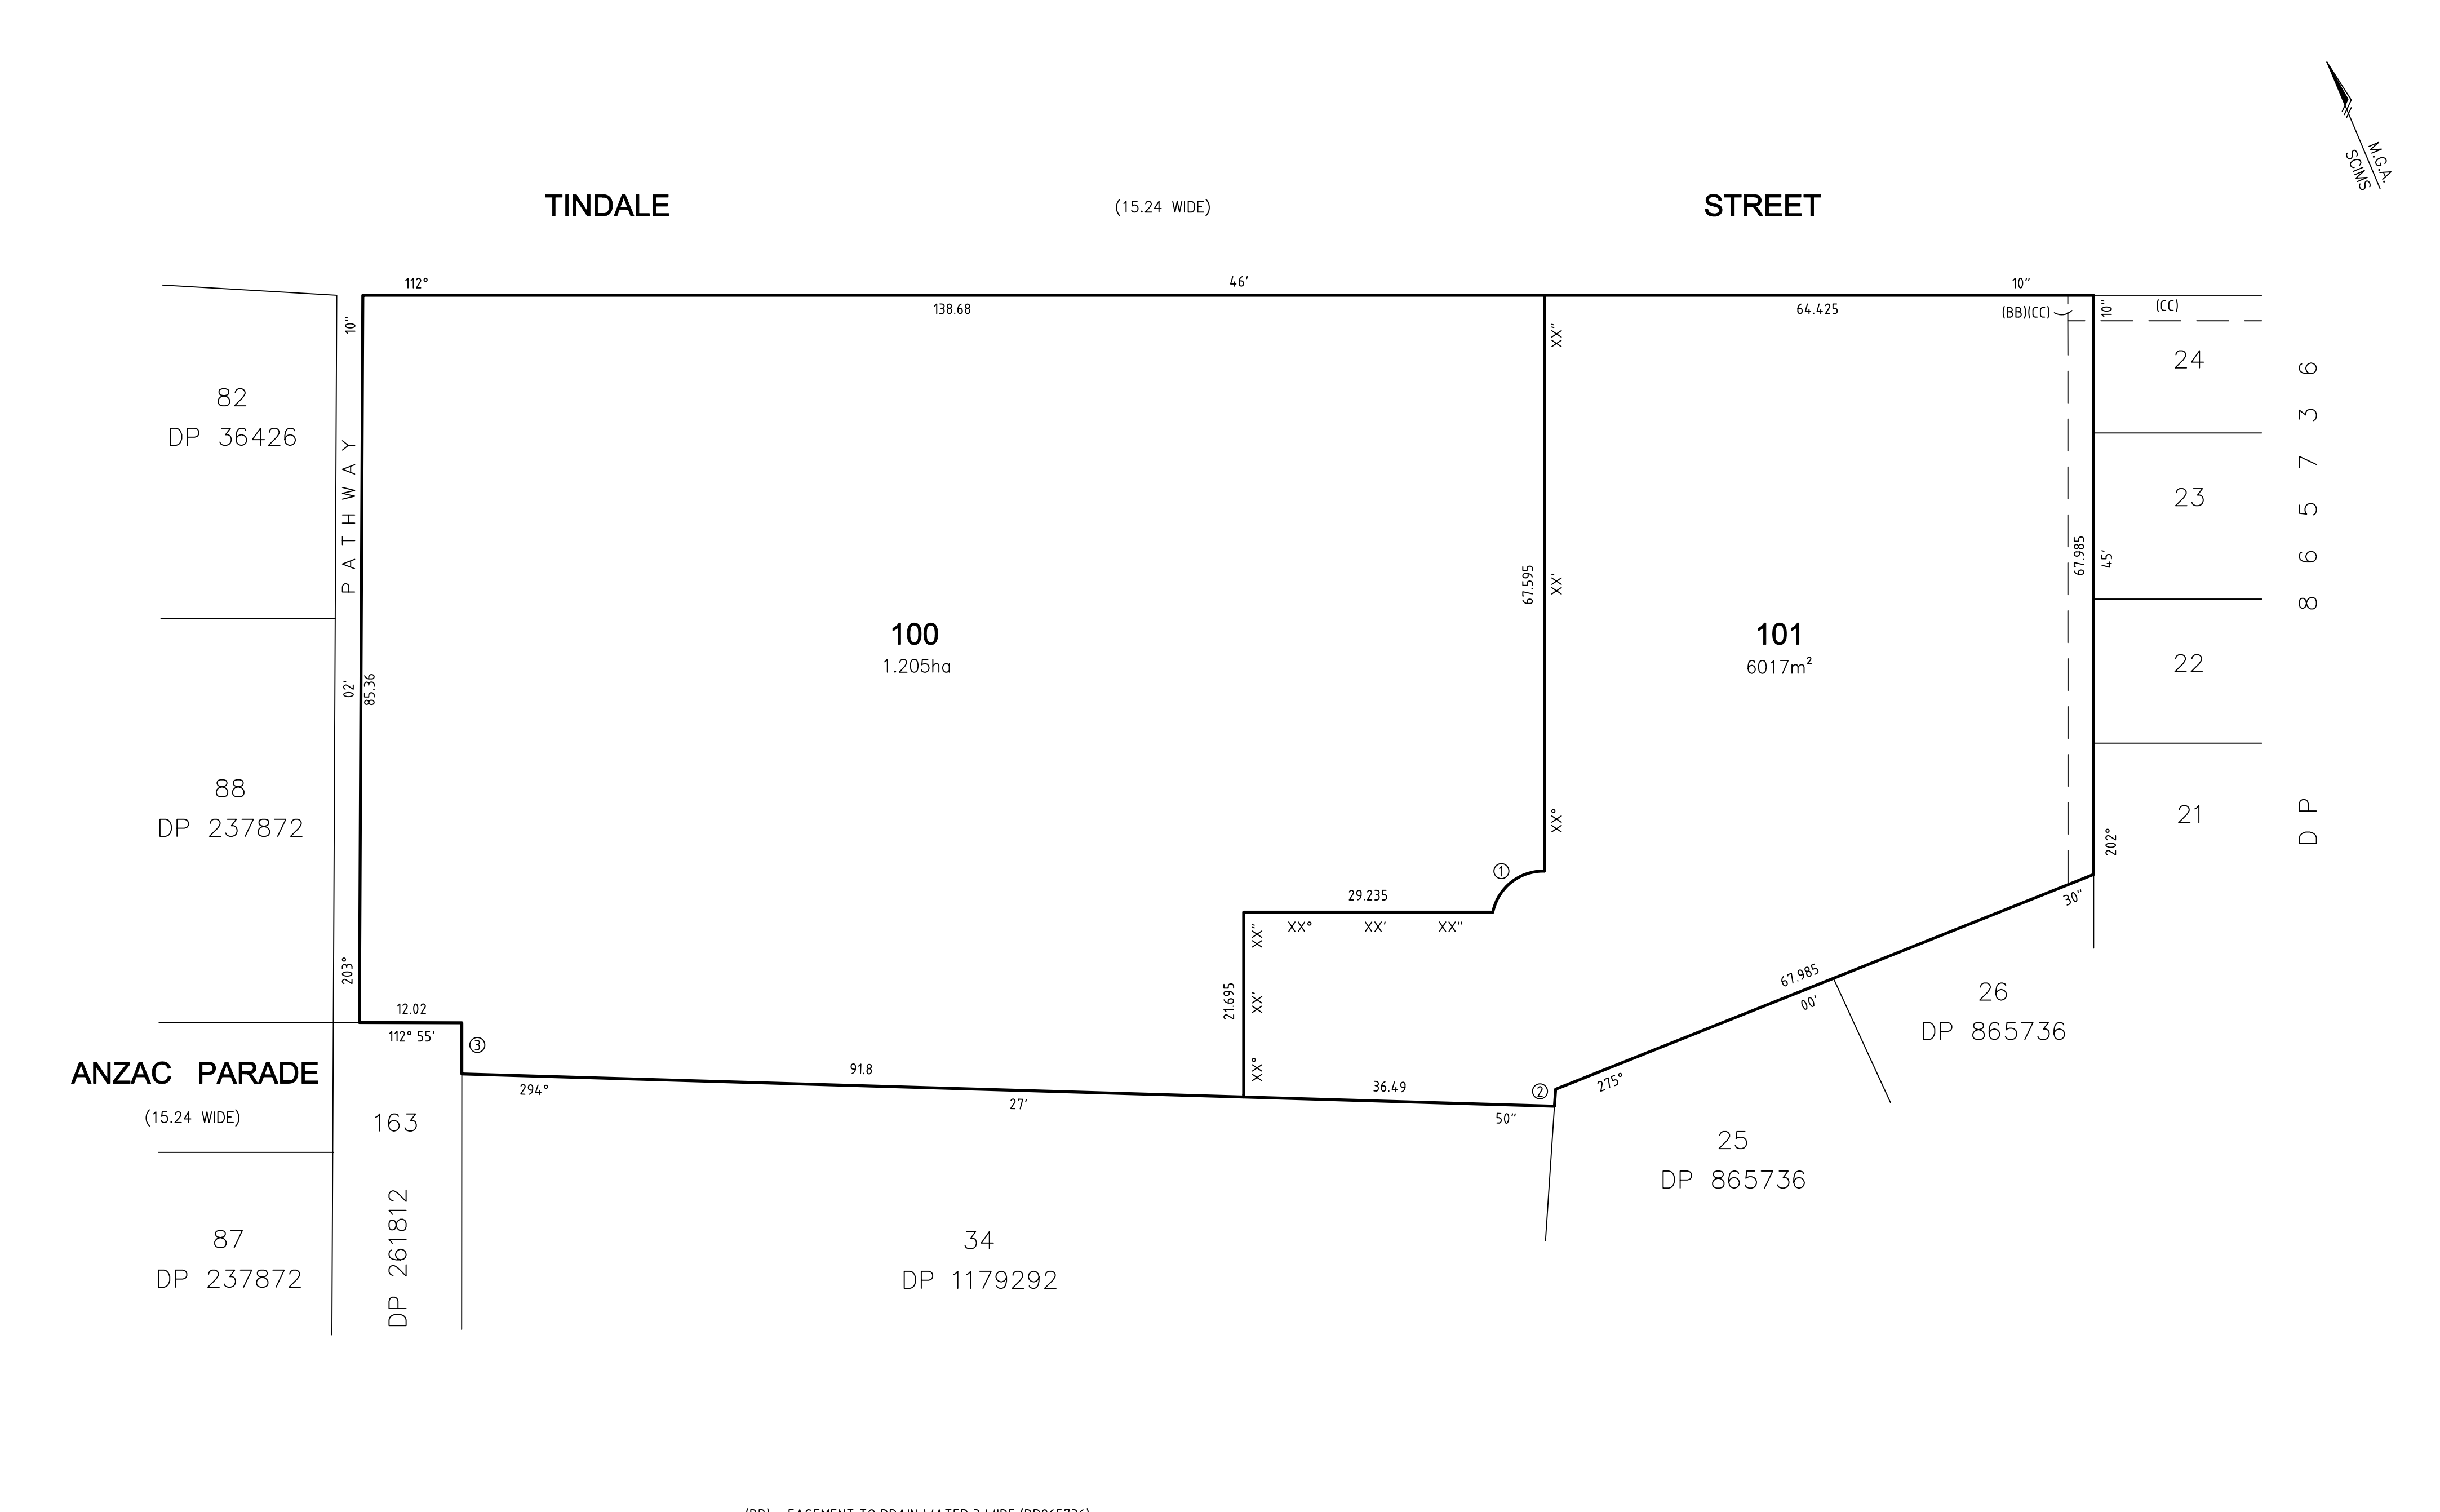 M.G.A.
SCIMS
TINDALE (15.24 WIDE) STREET
112° 46' 10"
138.68 64.425
(BB)(CC)
(CC)
10"
02'
203°
85.36
PATHWAY
82
DP 36426
88
DP 237872
100
1.205ha
XX"
XX'
XX°
67.595
101
6017m²
10"
45'
202°
67.985
24
23
22
21
DP 865736
①
29.235
XX° XX' XX"
XX"
XX'
XX°
21.695
30"
67.985
00'
275°
26
DP 865736
12.02
112° 55'
③
ANZAC PARADE
(15.24 WIDE)
91.8
294° 27' 50"
36.49
②
163
DP 261812
25
DP 865736
87
DP 237872
34
DP 1179292